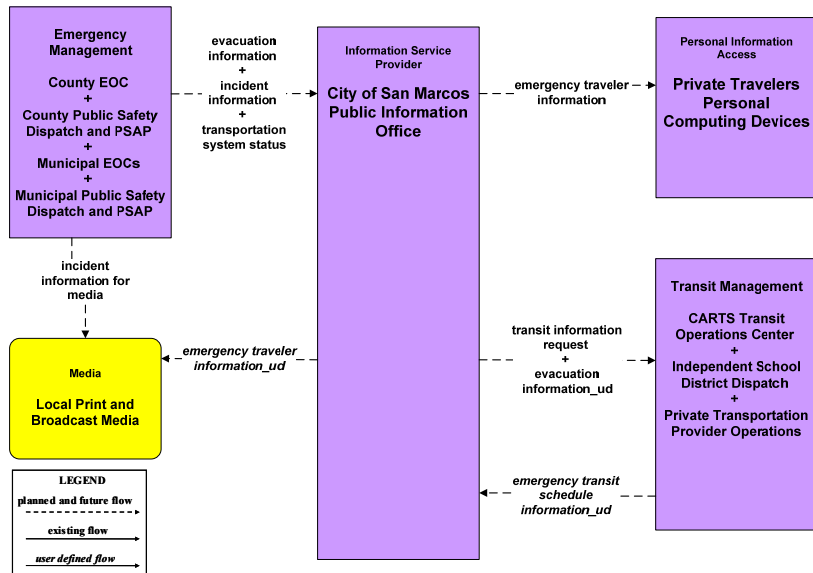 Emergency
Management
County EOC
+
County Public Safety
Dispatch and PSAP
+
Municipal EOCs
+
Municipal Public Safety
Dispatch and PSAP
evacuation
information
+
incident
information
+
transportation
system status
Information Service
Provider
City of San Marcos
Public Information
Office
emergency traveler
information
Personal Information
Access
Private Travelers
Personal
Computing Devices
incident
information for
media
Media
Local Print and
Broadcast Media
emergency traveler
information_ud
transit information
request
+
evacuation
information_ud
Transit Management
CARTS Transit
Operations Center
+
Independent School
District Dispatch
+
Private Transportation
Provider Operations
emergency transit
schedule
information_ud
LEGEND
planned and future flow
existing flow
user defined flow